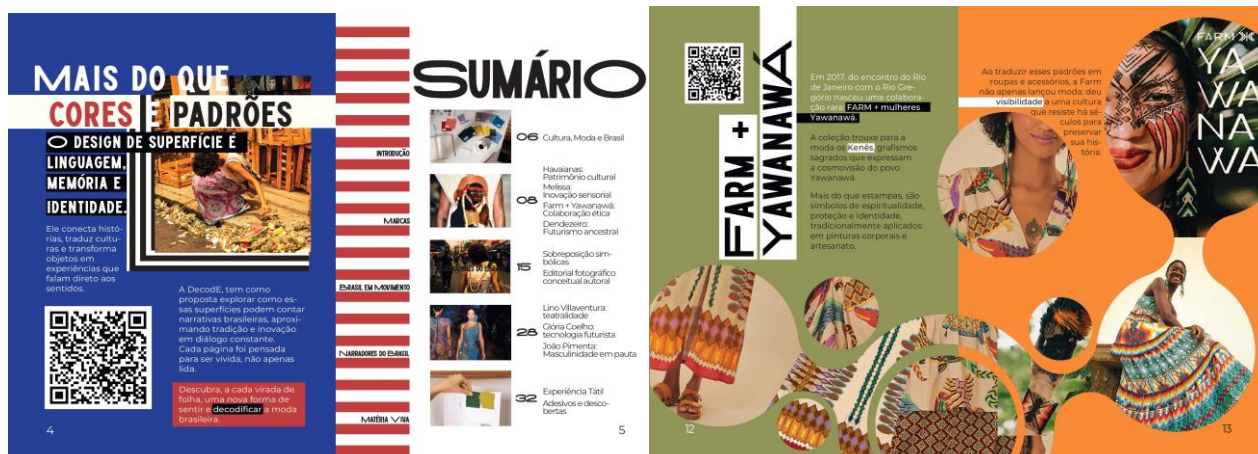 MAIS DO QUE
CORES E PADRÕES
O DESIGN DE SUPERFÍCIE É
LINGUAGEM,
MEMÓRIA E
IDENTIDADE.
Ele conecta histó-
rias, traduz cultu-
ras e transforma
objetos em
experiências que
falam direto aos
sentidos.
A DecodE, tem como
proposta explorar como es-
sas superfícies podem contar
narrativas brasileiras, aproxi-
mando tradição e inovação
em diálogo constante.
Cada página foi pensada
para ser vivida, não apenas
lida.
Descubra, a cada virada de
folha, uma nova forma de
sentir e decodificar a moda
brasileira.
4
SUMÁRIO
INTRODUÇÃO
06 Cultura, Moda e Brasil
MARCAS
08
Havaianas:
Patrimônio cultural
Melissa:
Inovação sensorial
Farm + Yawanawá:
Colaboração ética
Dendezeiro:
Futurismo ancestral
BRASIL EM MOVIMENTO
15
Sobreposição sim-
bólicas
Editorial fotográfico
conceitual autoral
NARRADORES DO BRASIL
28
Lino Villaventura:
teatralidade
Glória Coelho:
tecnologia futurista
João Pimenta:
Masculinidade em pauta
MATÉRIA VIVA
32
Experiência Tátil
Adesivos e desco-
bertas
5
FARM +
YAWANAWÁ
Em 2017, do encontro do Rio
de Janeiro com o Rio Gre-
gório nasceu uma colabora-
ção rara: FARM + mulheres
Yawanawá.
A coleção trouxe para a
moda os Kenês, grafismos
sagrados que expressam
a cosmovisão do povo
Yawanawá.
Mais do que estampas, são
símbolos de espiritualidade,
proteção e identidade,
tradicionalmente aplicados
em pinturas corporais e
artesanato.
12
Ao traduzir esses padrões em
roupas e acessórios, a Farm
não apenas lançou moda: deu
visibilidade a uma cultura
que resiste há sé-
culos para
preservar
sua his-
tória.
FARM
YA
WA
NA
WA
13